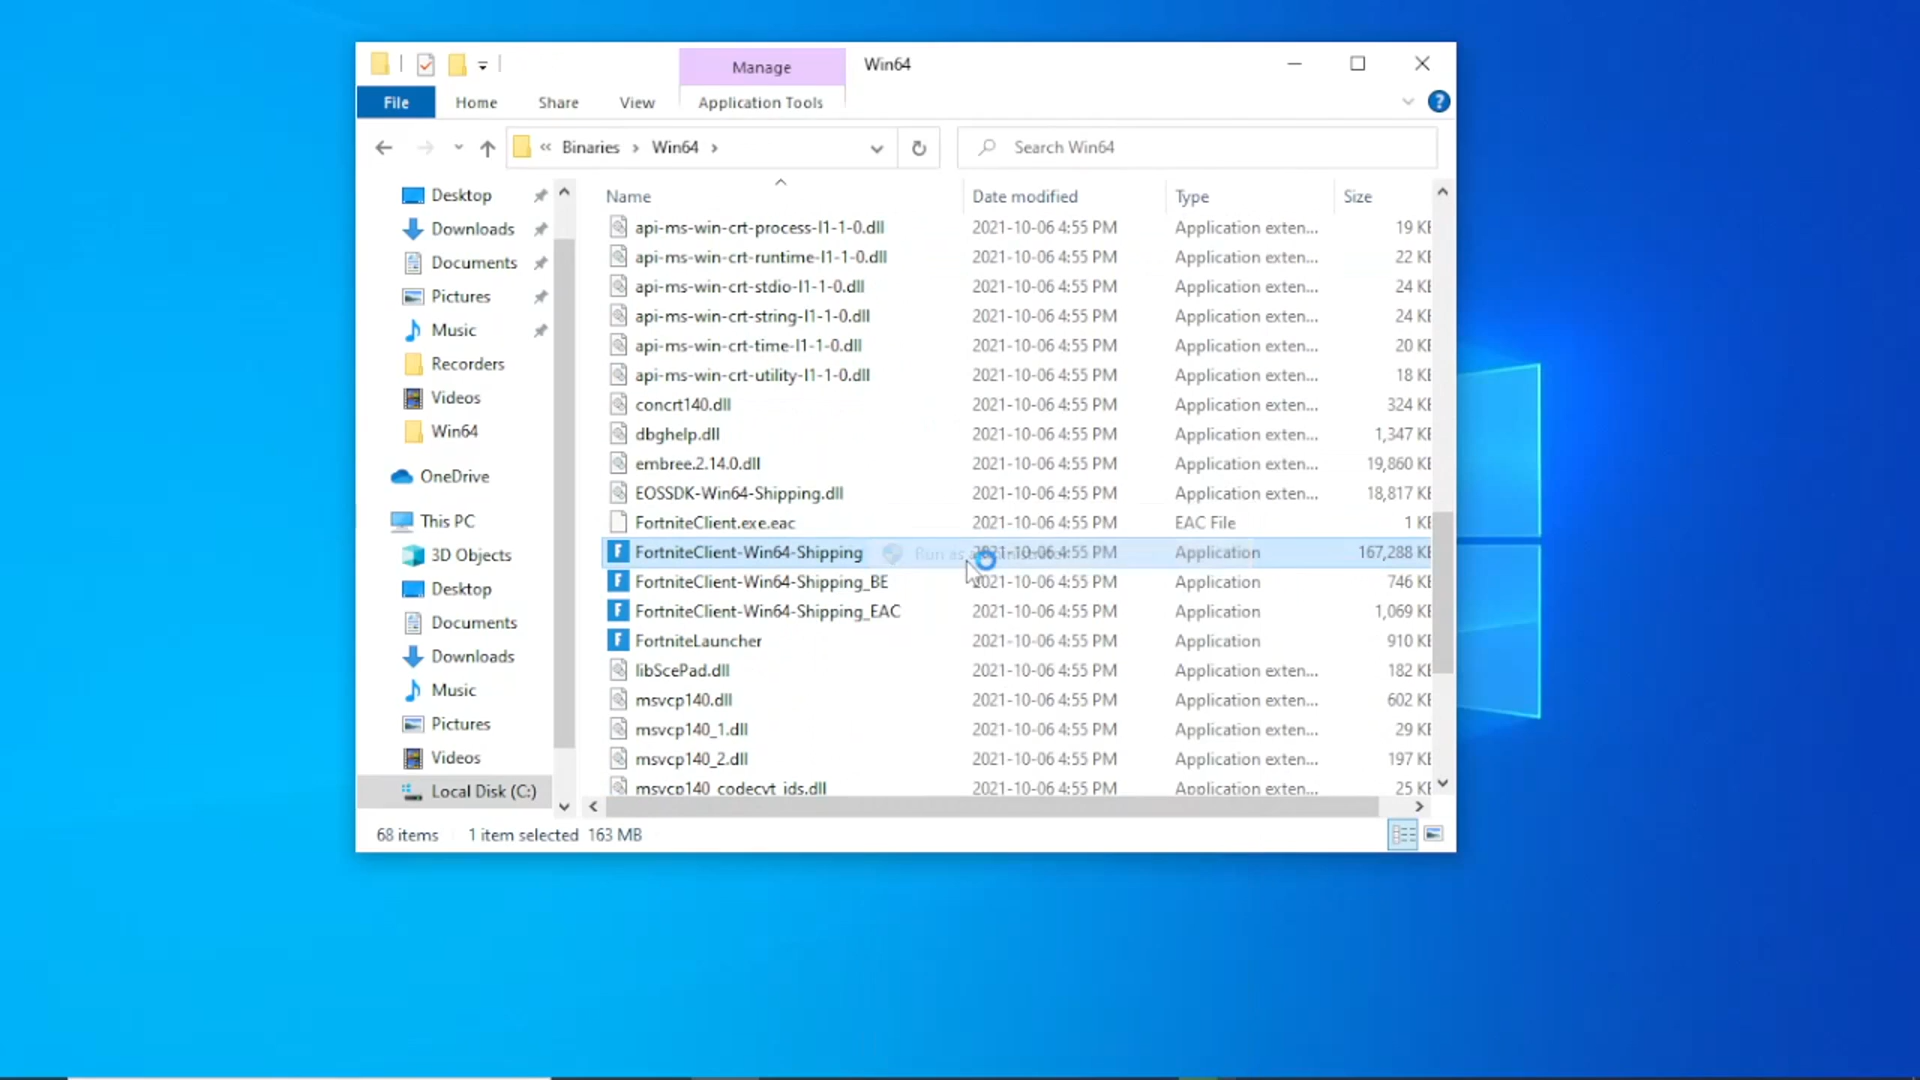 Manage
Win64
File
Home
Share
View
Application Tools
?
« Binaries › Win64 ›
Search Win64
Name
Date modified
Type
Size
Desktop
Downloads
Documents
Pictures
Music
Recorders
Videos
Win64
OneDrive
This PC
3D Objects
Desktop
Documents
Downloads
Music
Pictures
Videos
Local Disk (C:)
api-ms-win-crt-process-l1-1-0.dll 2021-10-06 4:55 PM Application exten... 19 KB
api-ms-win-crt-runtime-l1-1-0.dll 2021-10-06 4:55 PM Application exten... 22 KB
api-ms-win-crt-stdio-l1-1-0.dll 2021-10-06 4:55 PM Application exten... 24 KB
api-ms-win-crt-string-l1-1-0.dll 2021-10-06 4:55 PM Application exten... 24 KB
api-ms-win-crt-time-l1-1-0.dll 2021-10-06 4:55 PM Application exten... 20 KB
api-ms-win-crt-utility-l1-1-0.dll 2021-10-06 4:55 PM Application exten... 18 KB
concrt140.dll 2021-10-06 4:55 PM Application exten... 324 KB
dbghelp.dll 2021-10-06 4:55 PM Application exten... 1,347 KB
embree.2.14.0.dll 2021-10-06 4:55 PM Application exten... 19,860 KB
EOSSDK-Win64-Shipping.dll 2021-10-06 4:55 PM Application exten... 18,817 KB
FortniteClient.exe.eac 2021-10-06 4:55 PM EAC File 1 KB
FortniteClient-Win64-Shipping Run as 2021-10-06 4:55 PM Application 167,288 KB
FortniteClient-Win64-Shipping_BE 2021-10-06 4:55 PM Application 746 KB
FortniteClient-Win64-Shipping_EAC 2021-10-06 4:55 PM Application 1,069 KB
FortniteLauncher 2021-10-06 4:55 PM Application 910 KB
libScePad.dll 2021-10-06 4:55 PM Application exten... 182 KB
msvcp140.dll 2021-10-06 4:55 PM Application exten... 602 KB
msvcp140_1.dll 2021-10-06 4:55 PM Application exten... 29 KB
msvcp140_2.dll 2021-10-06 4:55 PM Application exten... 197 KB
msvcp140_codecvt_ids.dll 2021-10-06 4:55 PM Application exten... 25 KB
68 items
1 item selected 163 MB